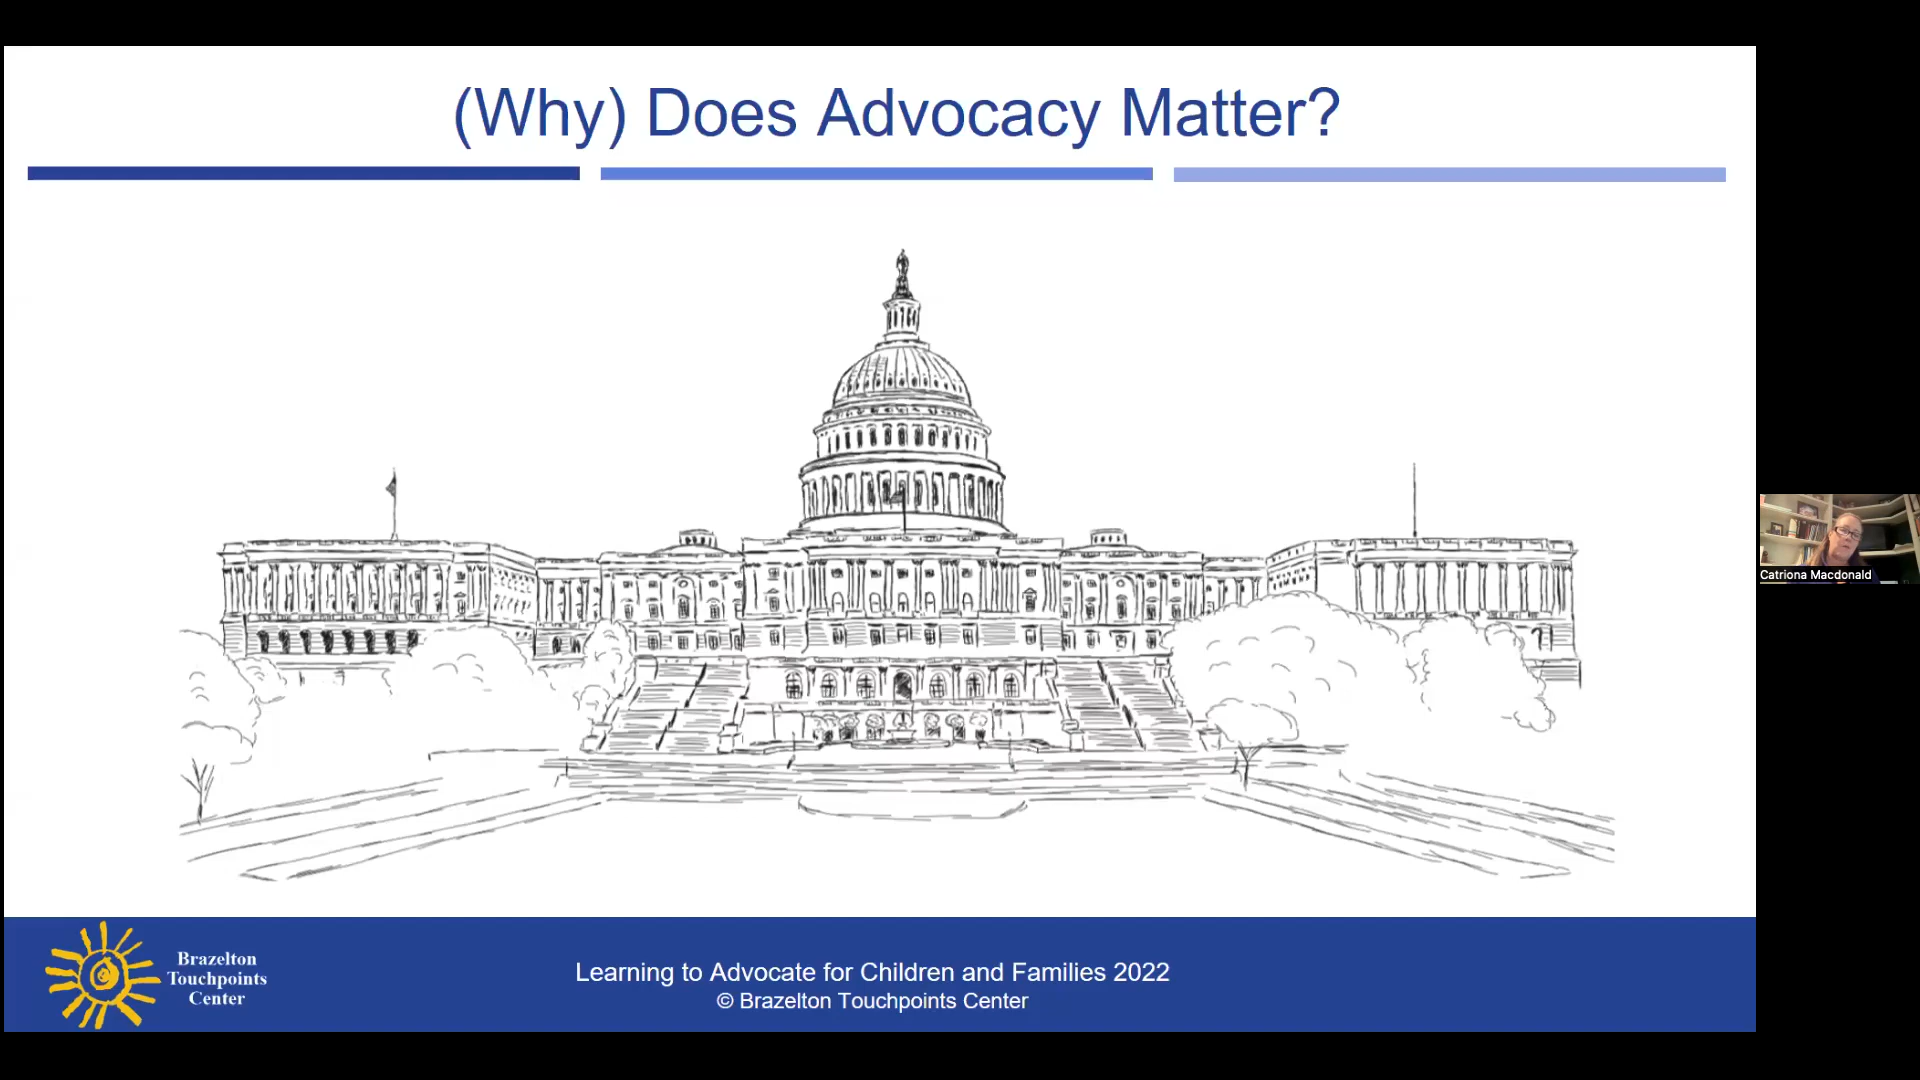 (Why) Does Advocacy Matter?
Catriona Macdonald
Brazelton
Touchpoints
Center
Learning to Advocate for Children and Families 2022
© Brazelton Touchpoints Center